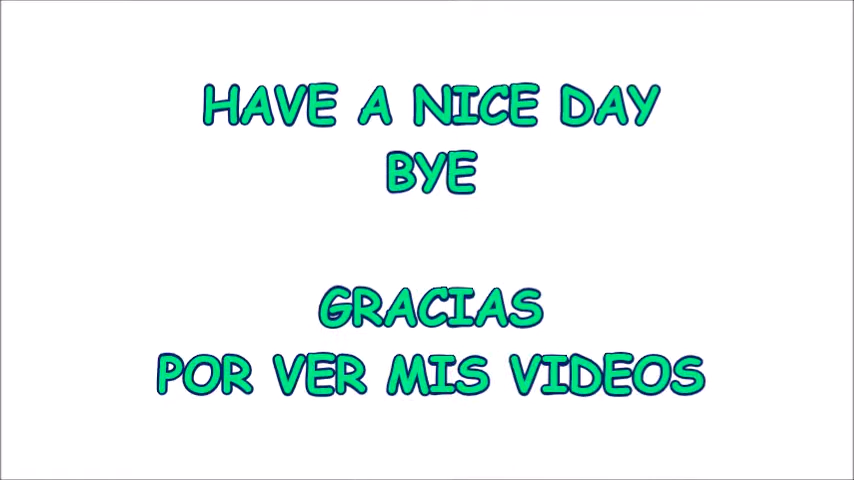 HAVE A NICE DAY
BYE
GRACIAS
POR VER MIS VIDEOS